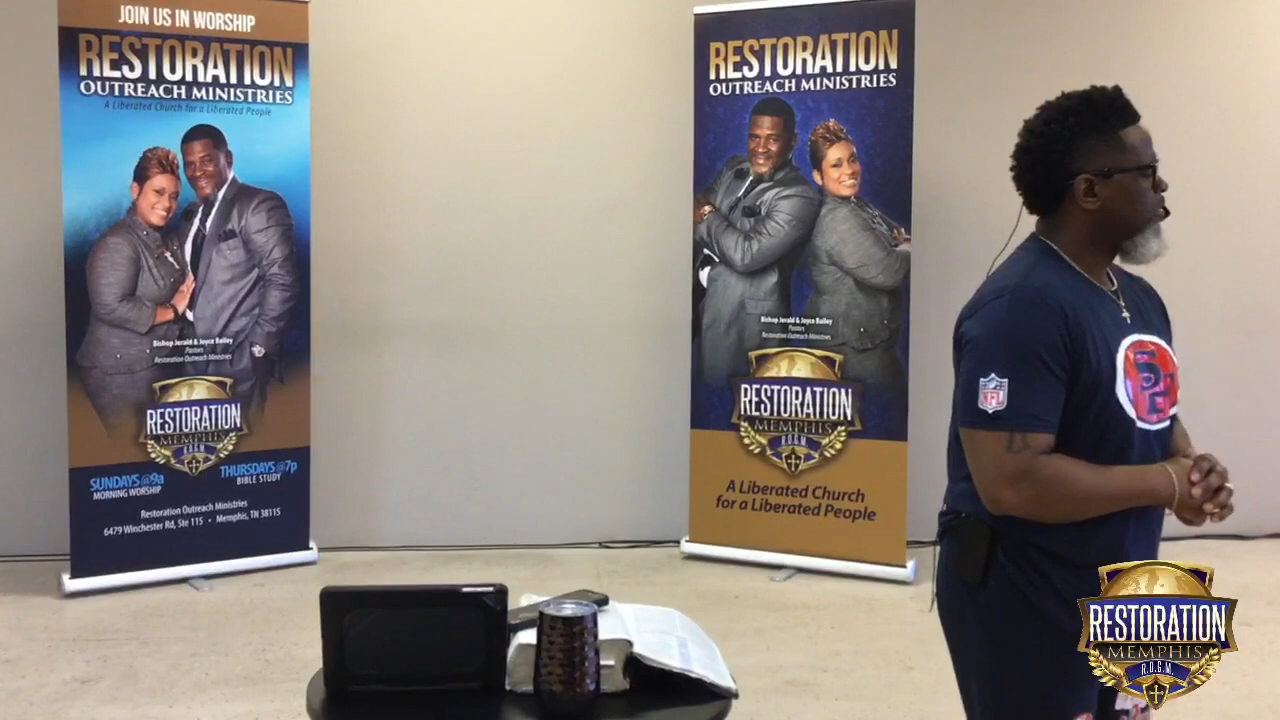 JOIN US IN WORSHIP
RESTORATION
OUTREACH MINISTRIES
A Liberated Church for a Liberated People
Bishop Jerald & Joyce Bailey
Pastors
Restoration Outreach Ministries
RESTORATION
MEMPHIS
R.O.G.M.
SUNDAYS @9a
MORNING WORSHIP
THURSDAYS @7p
BIBLE STUDY
Restoration Outreach Ministries
6479 Winchester Rd, Ste 115 • Memphis, TN 38115
RESTORATION
OUTREACH MINISTRIES
Bishop Jerald & Joyce Bailey
Pastors
Restoration Outreach Ministries
RESTORATION
MEMPHIS
R.O.G.M.
A Liberated Church
for a Liberated People
NFL
RESTORATION
MEMPHIS
R.O.G.M.